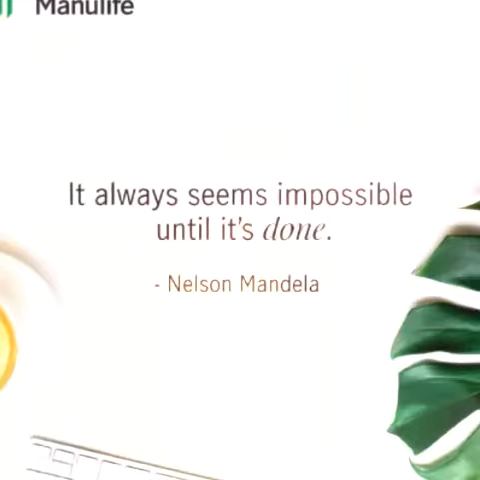 Manulife
It always seems impossible
until it's done.
- Nelson Mandela